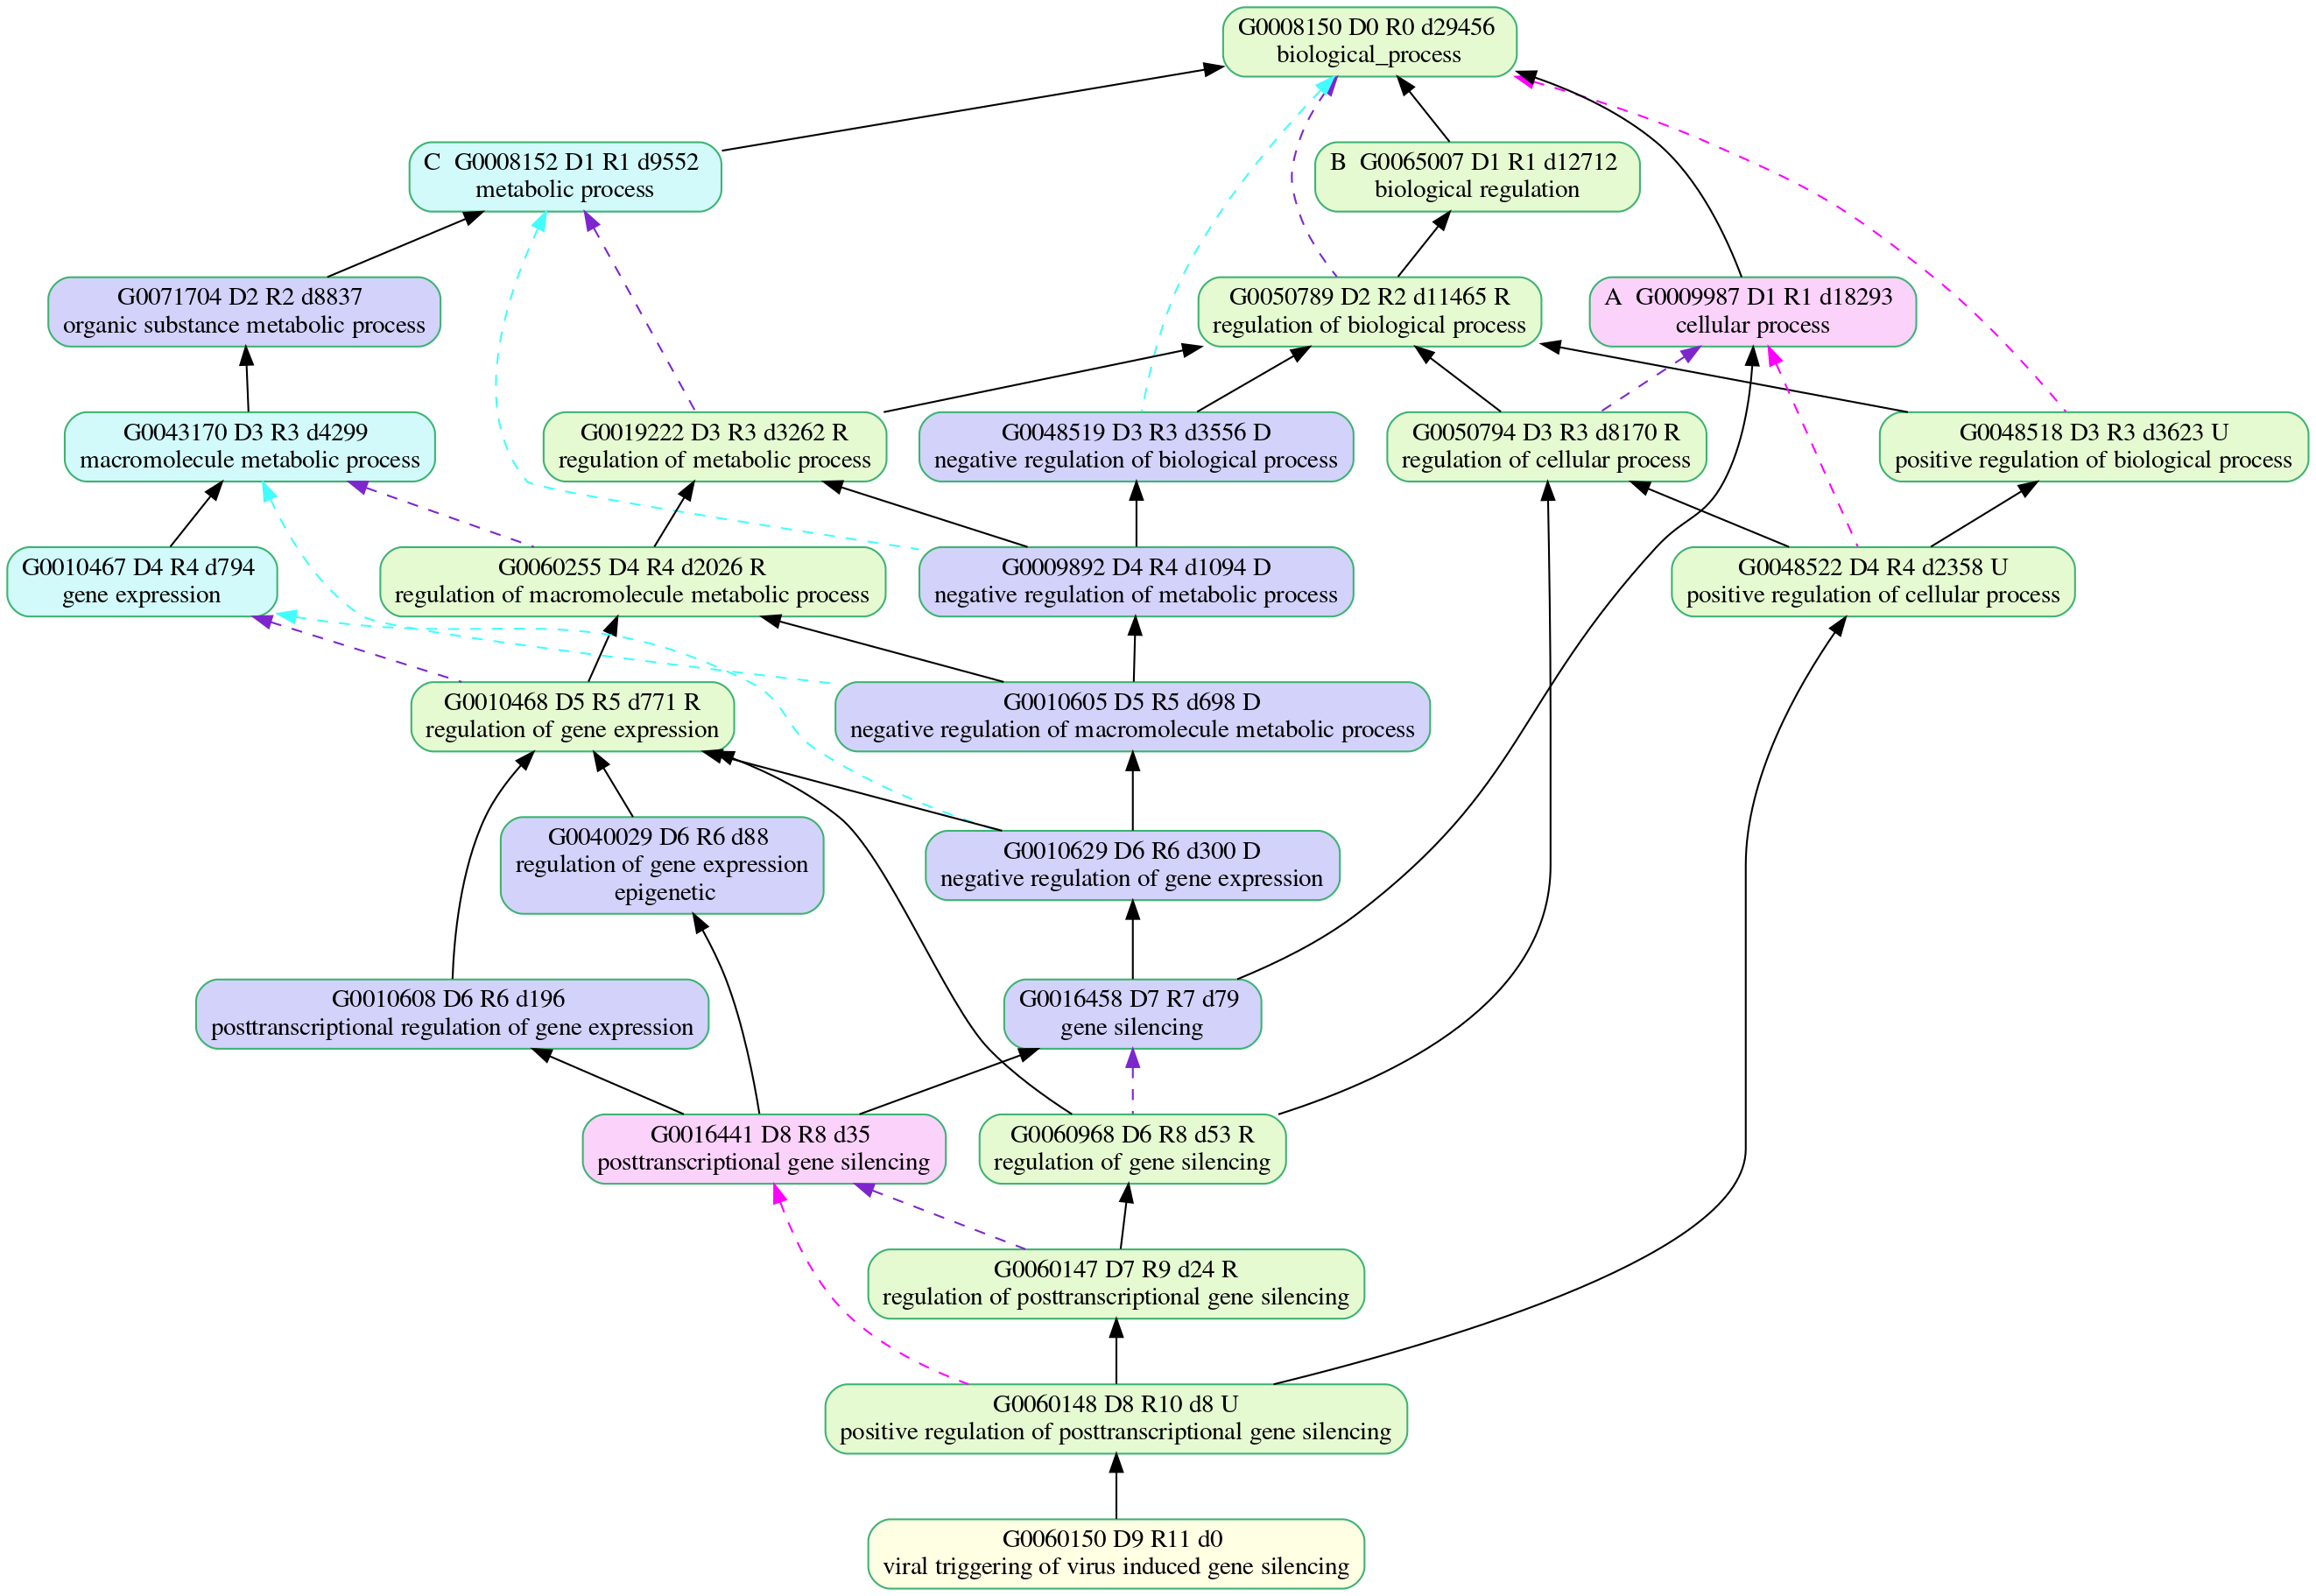 G0008150 D0 R0 d29456
biological_process
C  G0008152 D1 R1 d9552
metabolic process
B  G0065007 D1 R1 d12712
biological regulation
G0071704 D2 R2 d8837
organic substance metabolic process
G0050789 D2 R2 d11465 R
regulation of biological process
A  G0009987 D1 R1 d18293
cellular process
G0043170 D3 R3 d4299
macromolecule metabolic process
G0019222 D3 R3 d3262 R
regulation of metabolic process
G0048519 D3 R3 d3556 D
negative regulation of biological process
G0050794 D3 R3 d8170 R
regulation of cellular process
G0048518 D3 R3 d3623 U
positive regulation of biological process
G0010467 D4 R4 d794
gene expression
G0060255 D4 R4 d2026 R
regulation of macromolecule metabolic process
G0009892 D4 R4 d1094 D
negative regulation of metabolic process
G0048522 D4 R4 d2358 U
positive regulation of cellular process
G0010468 D5 R5 d771 R
regulation of gene expression
G0010605 D5 R5 d698 D
negative regulation of macromolecule metabolic process
G0040029 D6 R6 d88
regulation of gene expression
epigenetic
G0010629 D6 R6 d300 D
negative regulation of gene expression
G0010608 D6 R6 d196
posttranscriptional regulation of gene expression
G0016458 D7 R7 d79
gene silencing
G0016441 D8 R8 d35
posttranscriptional gene silencing
G0060968 D6 R8 d53 R
regulation of gene silencing
G0060147 D7 R9 d24 R
regulation of posttranscriptional gene silencing
G0060148 D8 R10 d8 U
positive regulation of posttranscriptional gene silencing
G0060150 D9 R11 d0
viral triggering of virus induced gene silencing